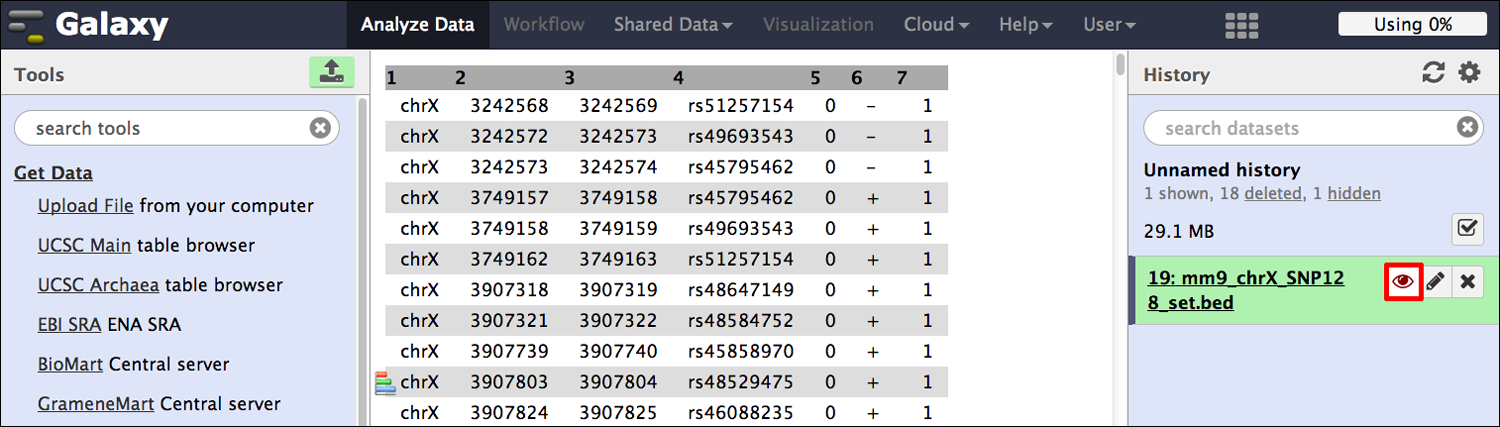 Galaxy Analyze Data Workflow Shared Data Visualization Cloud Help User Using 0%
Tools
search tools
Get Data
Upload File from your computer
UCSC Main table browser
UCSC Archaea table browser
EBI SRA ENA SRA
BioMart Central server
GrameneMart Central server
1 2 3 4 5 6 7
chrX 3242568 3242569 rs51257154 0 - 1
chrX 3242572 3242573 rs49693543 0 - 1
chrX 3242573 3242574 rs45795462 0 - 1
chrX 3749157 3749158 rs45795462 0 + 1
chrX 3749158 3749159 rs49693543 0 + 1
chrX 3749162 3749163 rs51257154 0 + 1
chrX 3907318 3907319 rs48647149 0 + 1
chrX 3907321 3907322 rs48584752 0 + 1
chrX 3907739 3907740 rs45858970 0 + 1
chrX 3907803 3907804 rs48529475 0 + 1
chrX 3907824 3907825 rs46088235 0 + 1
History
search datasets
Unnamed history
1 shown, 18 deleted, 1 hidden
29.1 MB
19: mm9_chrX_SNP12
8_set.bed